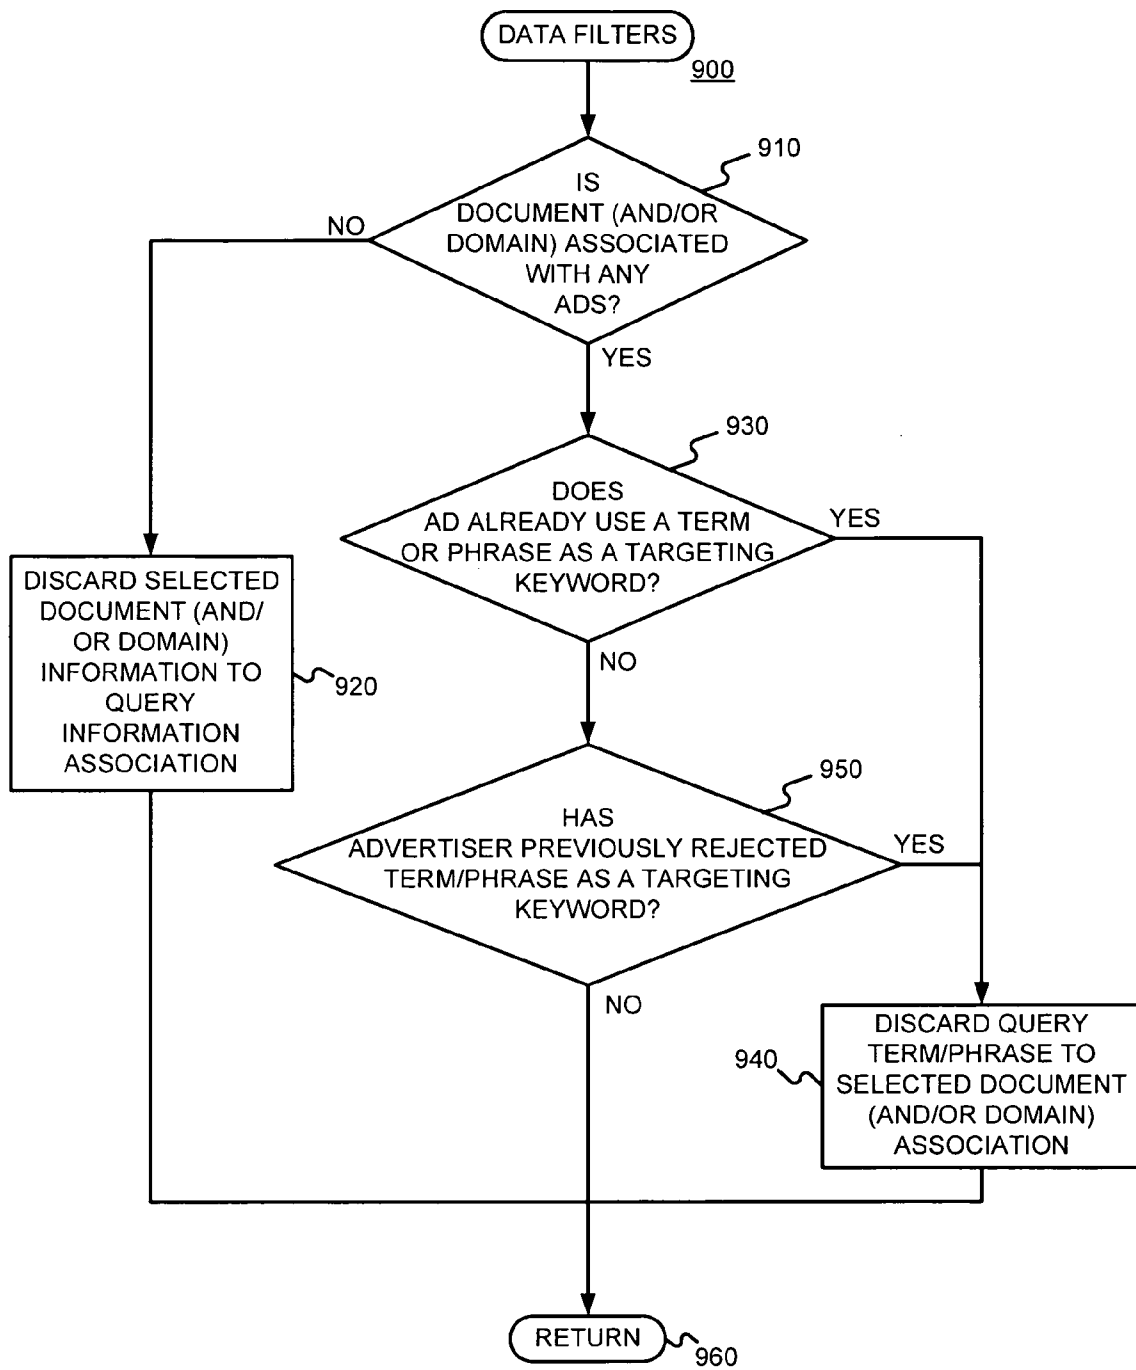 DATA FILTERS
900
910
IS
DOCUMENT (AND/OR
DOMAIN) ASSOCIATED
WITH ANY
ADS?
NO
YES
930
DOES
AD ALREADY USE A TERM
OR PHRASE AS A TARGETING
KEYWORD?
YES
NO
DISCARD SELECTED
DOCUMENT (AND/
OR DOMAIN)
INFORMATION TO
QUERY
INFORMATION
ASSOCIATION
920
950
HAS
ADVERTISER PREVIOUSLY REJECTED
TERM/PHRASE AS A TARGETING
KEYWORD?
YES
NO
DISCARD QUERY
TERM/PHRASE TO
SELECTED DOCUMENT
(AND/OR DOMAIN)
ASSOCIATION
940
RETURN
960